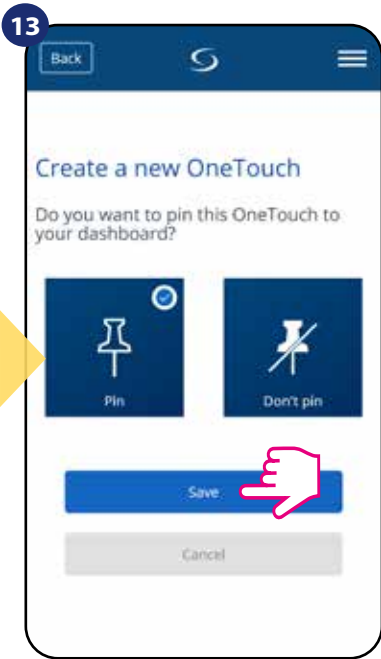 13
Back
Create a new OneTouch
Do you want to pin this OneTouch to
your dashboard?
Pin Don't pin
Save
Cancel